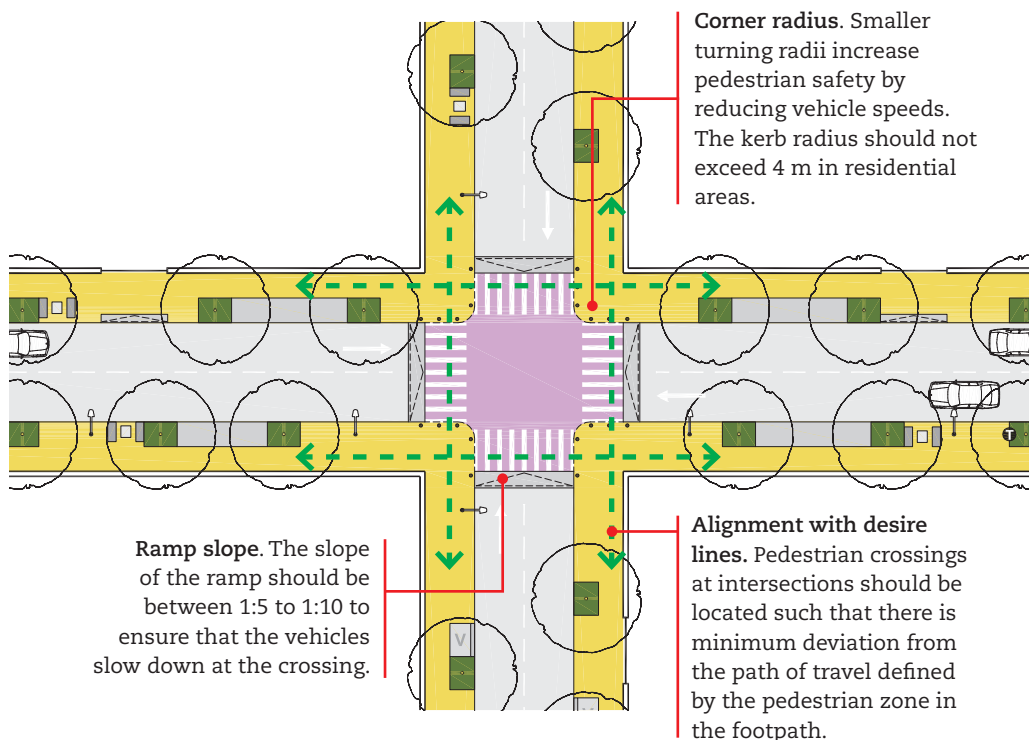 Corner radius. Smaller
turning radii increase
pedestrian safety by
reducing vehicle speeds.
The kerb radius should not
exceed 4 m in residential
areas.
T
Ramp slope. The slope
of the ramp should be
between 1:5 to 1:10 to
ensure that the vehicles
slow down at the crossing.
Alignment with desire
lines. Pedestrian crossings
at intersections should be
located such that there is
minimum deviation from
the path of travel defined
by the pedestrian zone in
the footpath.
V